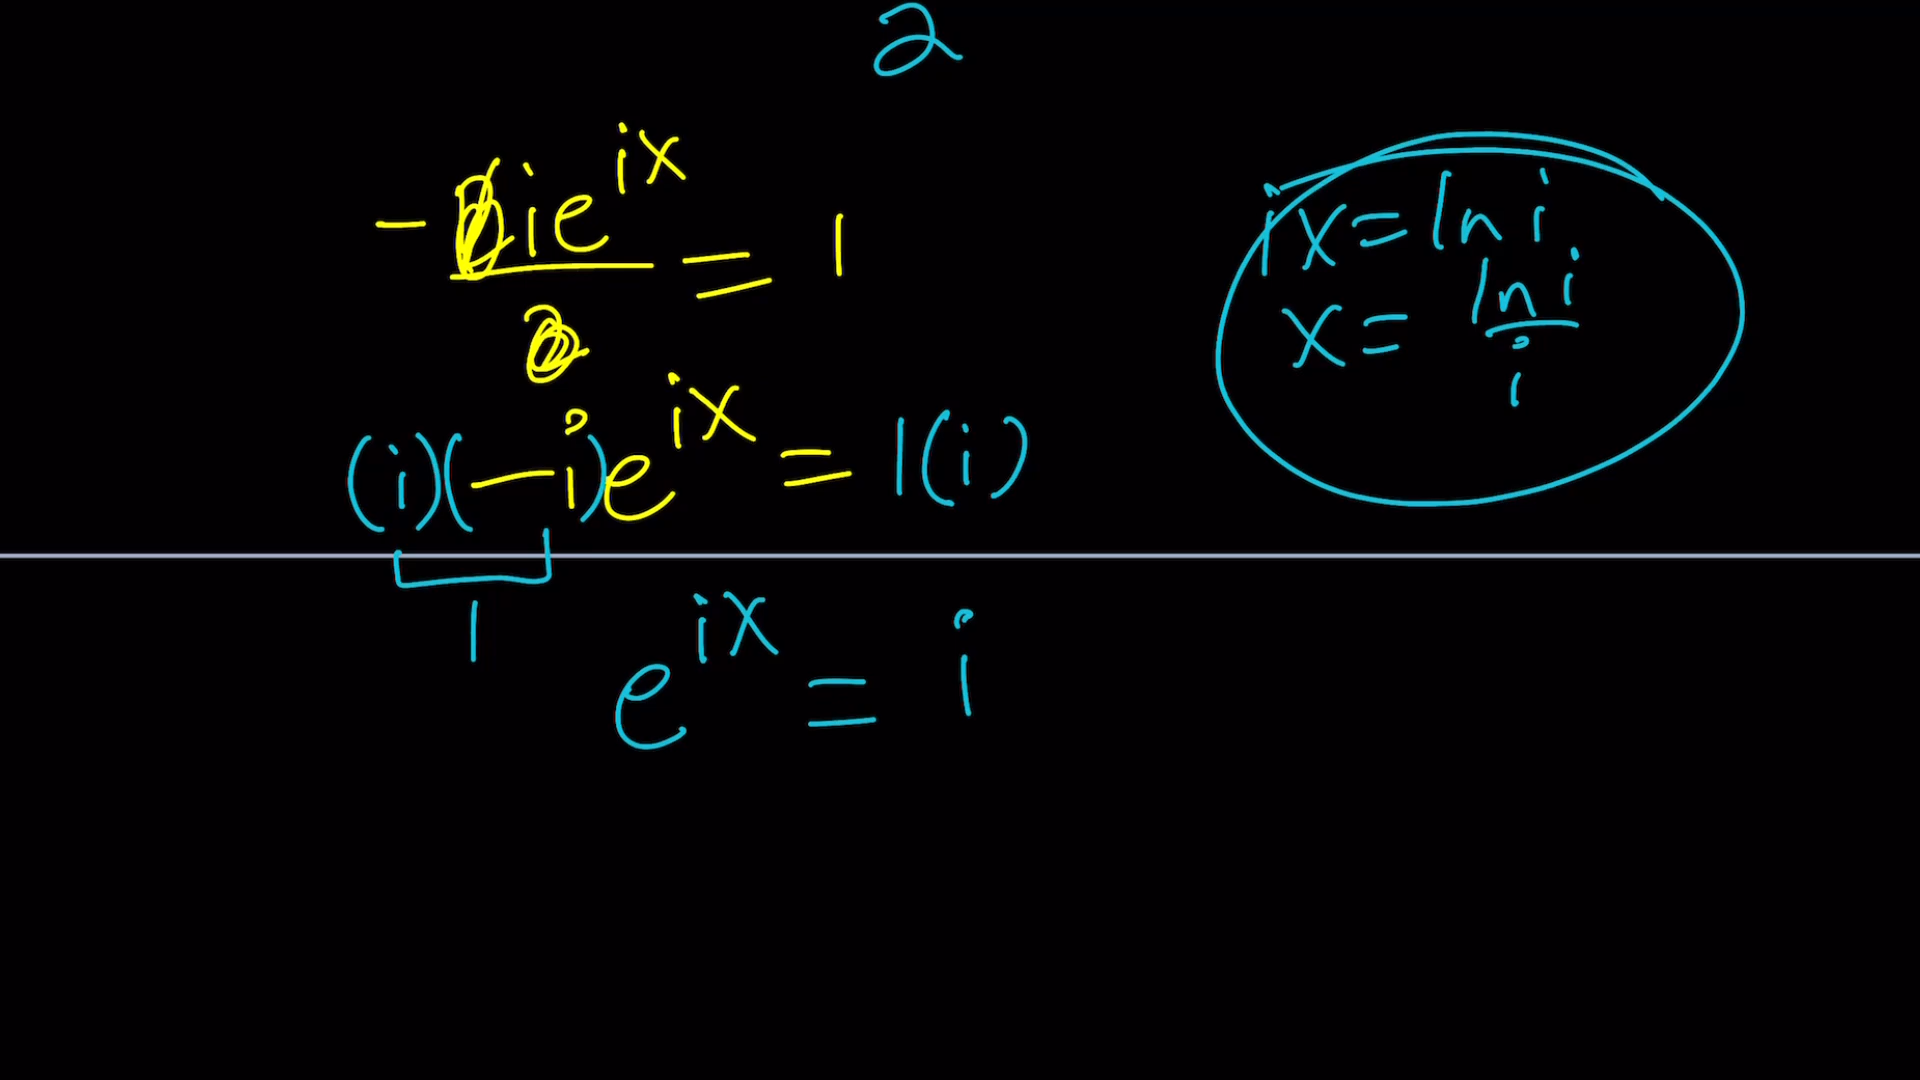 2
-2ie^{ix}/2 = 1
(i)(-i)e^{ix} = 1(i)
1
e^{ix} = i
ix = ln i
x = ln i / i